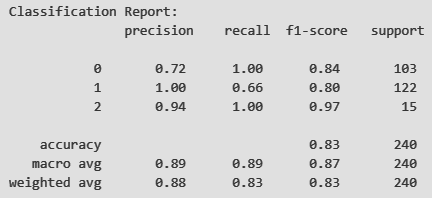 Classification Report:
precision recall f1-score support
0 0.72 1.00 0.84 103
1 1.00 0.66 0.80 122
2 0.94 1.00 0.97 15
accuracy 0.83 240
macro avg 0.89 0.89 0.87 240
weighted avg 0.88 0.83 0.83 240